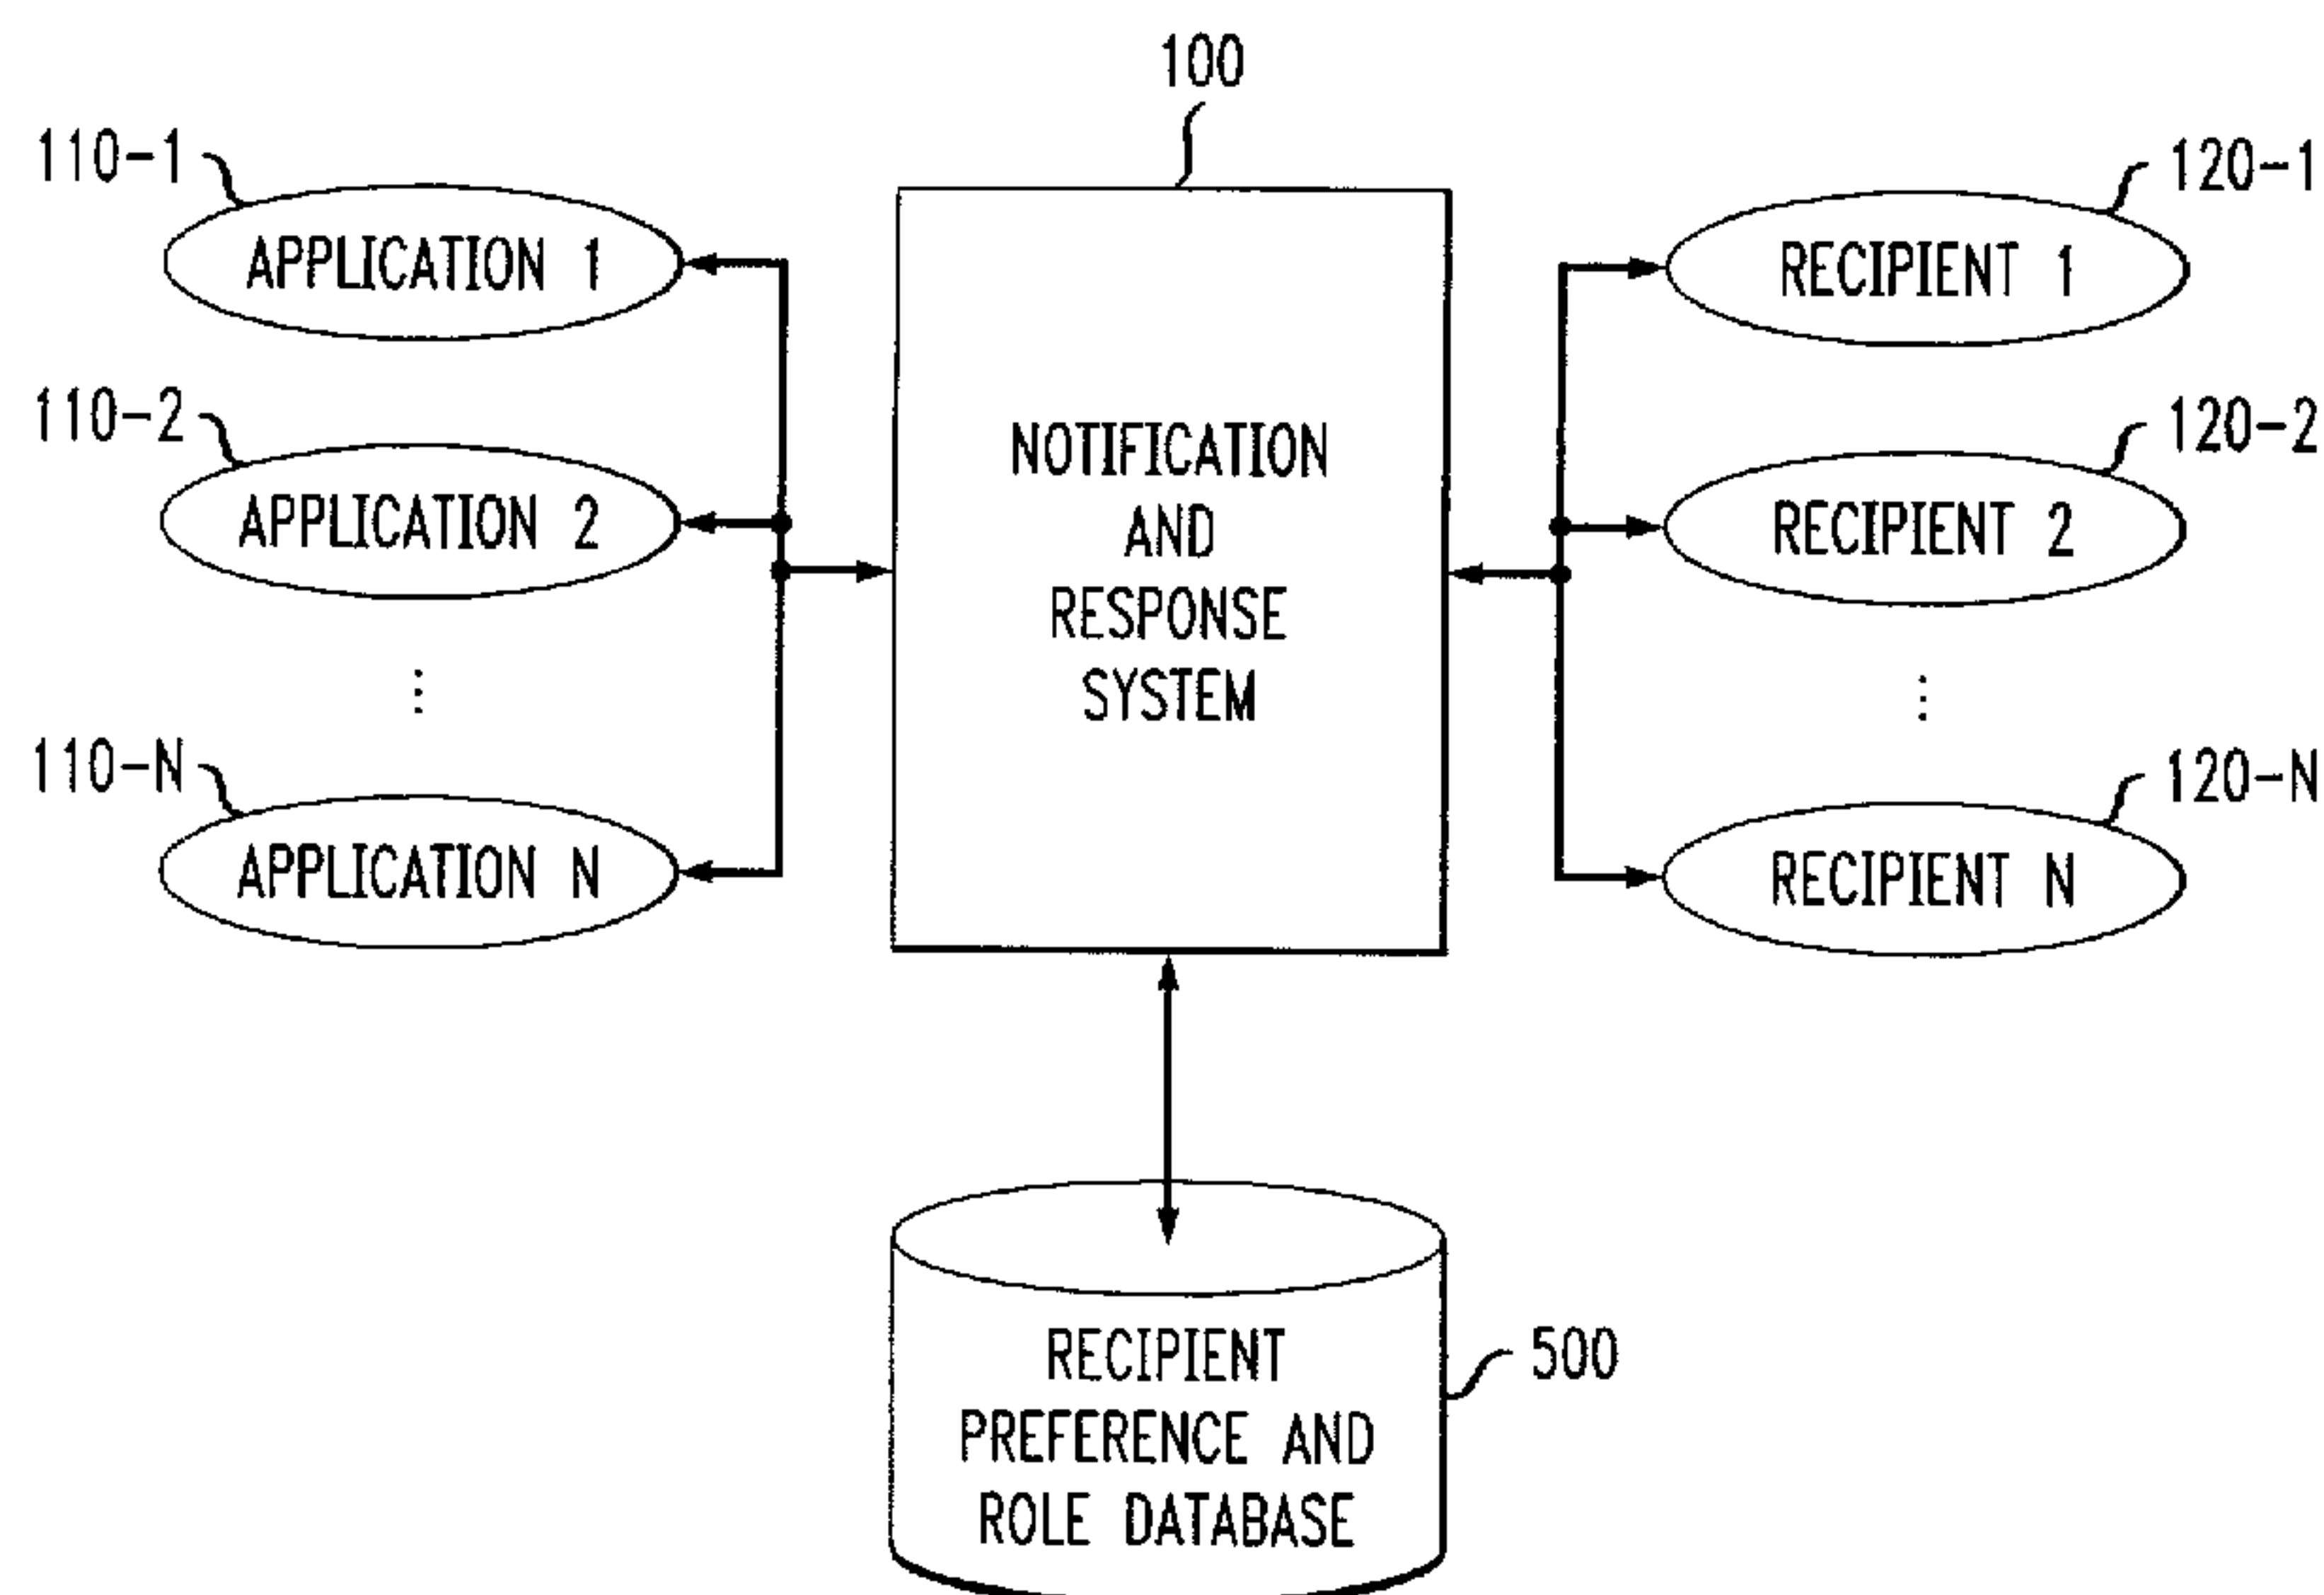 100
110-1
APPLICATION 1
110-2
APPLICATION 2
110-N
APPLICATION N
NOTIFICATION
AND
RESPONSE
SYSTEM
120-1
RECIPIENT 1
120-2
RECIPIENT 2
120-N
RECIPIENT N
RECIPIENT
PREFERENCE AND
ROLE DATABASE
500